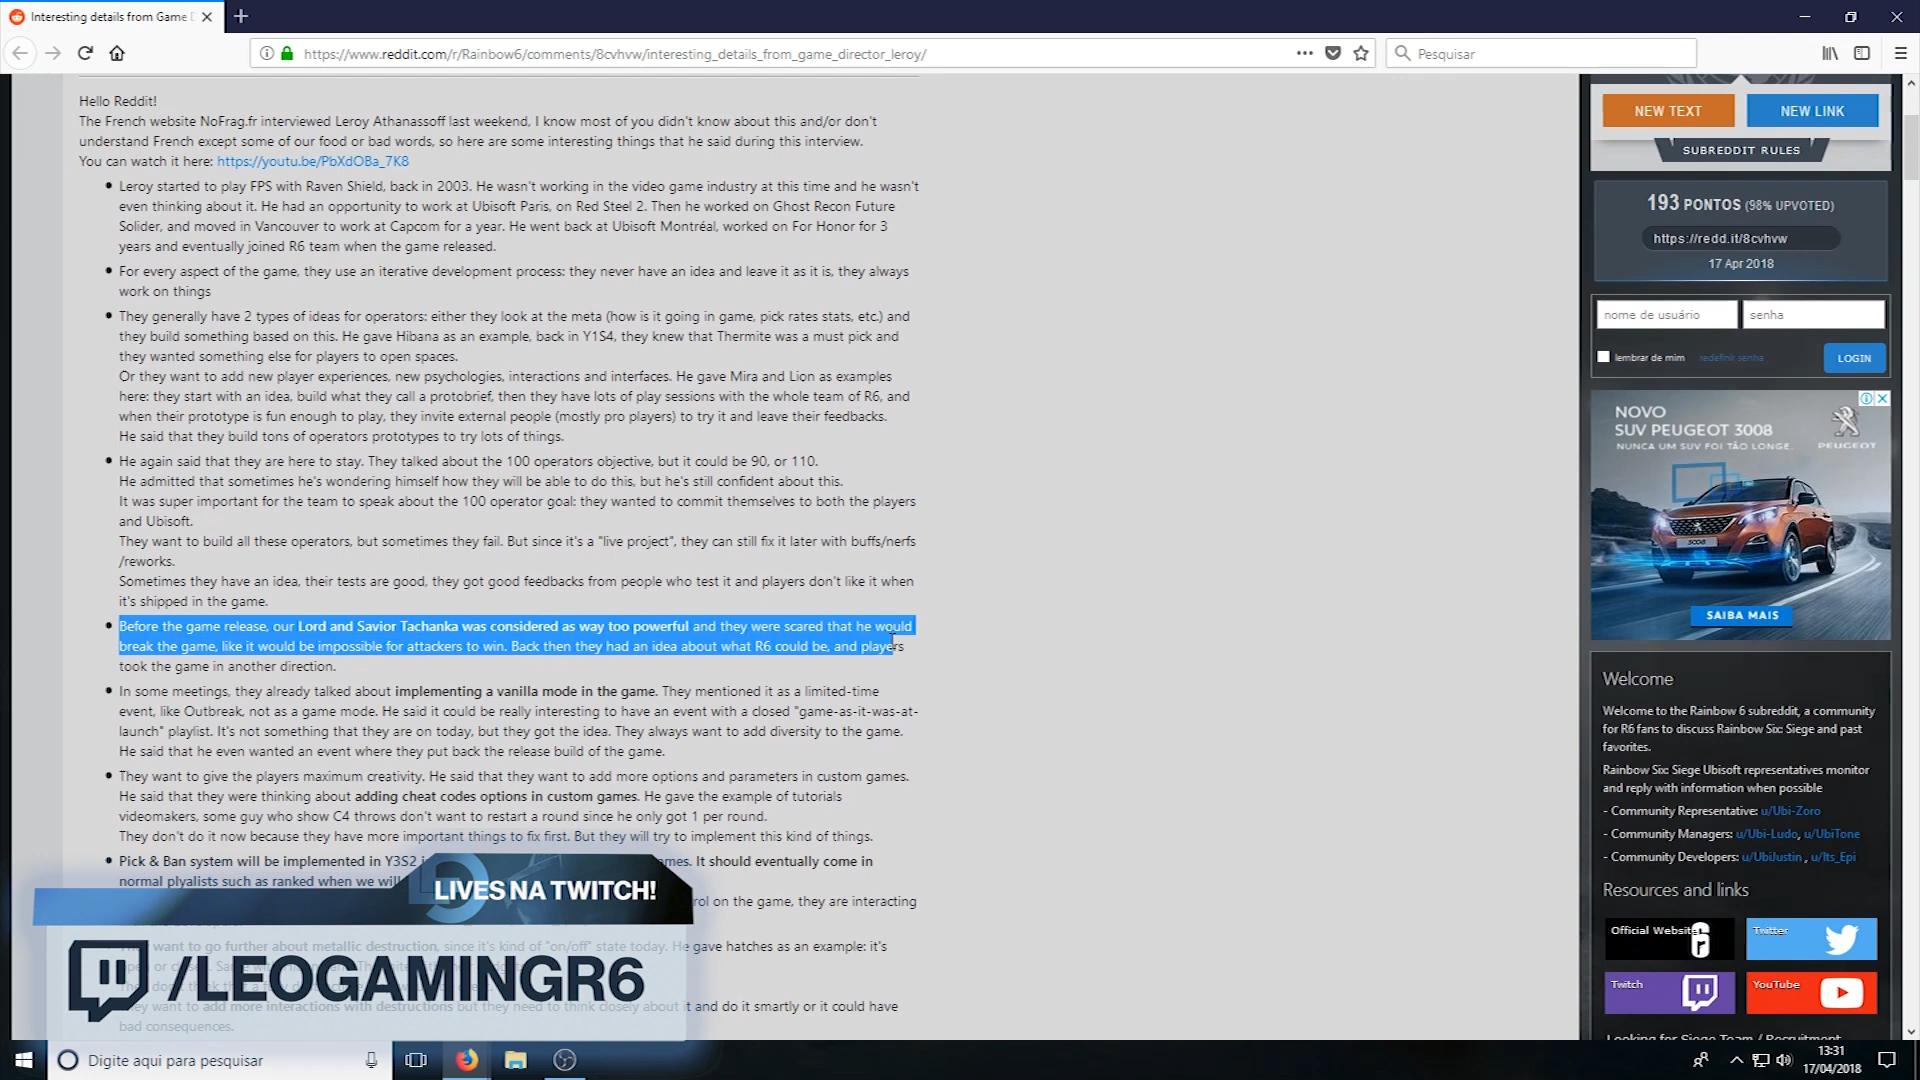 Interesting details from Game D
https://www.reddit.com/r/Rainbow6/comments/8cvhvw/interesting_details_from_game_director_leroy/
Pesquisar
Hello Reddit!
The French website NoFrag.fr interviewed Leroy Athanassoff last weekend, I know most of you didn't know about this and/or don't
understand French except some of our food or bad words, so here are some interesting things that he said during this interview.
You can watch it here: https://youtu.be/PbXdOBa_7K8
Leroy started to play FPS with Raven Shield, back in 2003. He wasn't working in the video game industry at this time and he wasn't
even thinking about it. He had an opportunity to work at Ubisoft Paris, on Red Steel 2. Then he worked on Ghost Recon Future
Solider, and moved in Vancouver to work at Capcom for a year. He went back at Ubisoft Montréal, worked on For Honor for 3
years and eventually joined R6 team when the game released.
For every aspect of the game, they use an iterative development process: they never have an idea and leave it as it is, they always
work on things
They generally have 2 types of ideas for operators: either they look at the meta (how is it going in game, pick rates stats, etc.) and
they build something based on this. He gave Hibana as an example, back in Y1S4, they knew that Thermite was a must pick and
they wanted something else for players to open spaces.
Or they want to add new player experiences, new psychologies, interactions and interfaces. He gave Mira and Lion as examples
here: they start with an idea, build what they call a protobrief, then they have lots of play sessions with the whole team of R6, and
when their prototype is fun enough to play, they invite external people (mostly pro players) to try it and leave their feedbacks.
He said that they build tons of operators prototypes to try lots of things.
He again said that they are here to stay. They talked about the 100 operators objective, but it could be 90, or 110.
He admitted that sometimes he's wondering himself how they will be able to do this, but he's still confident about this.
It was super important for the team to speak about the 100 operator goal: they wanted to commit themselves to both the players
and Ubisoft.
They want to build all these operators, but sometimes they fail. But since it's a "live project", they can still fix it later with buffs/nerfs
/reworks.
Sometimes they have an idea, their tests are good, they got good feedbacks from people who test it and players don't like it when
it's shipped in the game.
Before the game release, our Lord and Savior Tachanka was considered as way too powerful and they were scared that he would
break the game, like it would be impossible for attackers to win. Back then they had an idea about what R6 could be, and players
took the game in another direction.
In some meetings, they already talked about implementing a vanilla mode in the game. They mentioned it as a limited-time
event, like Outbreak, not as a game mode. He said it could be really interesting to have an event with a closed "game-as-it-was-at-
launch" playlist. It's not something that they are on today, but they got the idea. They always want to add diversity to the game.
He said that he even wanted an event where they put back the release build of the game.
They want to give the players maximum creativity. He said that they want to add more options and parameters in custom games.
He said that they were thinking about adding cheat codes options in custom games. He gave the example of tutorials
videomakers, some guy who show C4 throws don't want to restart a round since he only got 1 per round.
They don't do it now because they have more important things to fix first. But they will try to implement this kind of things.
Pick & Ban system will be implemented in Y3S2 games. It should eventually come in
normal plyalists such as ranked when we will
rol on the game, they are interacting
want to go further about metallic destruction, since it's kind of "on/off" state today. He gave hatches as an example: it's
want to add more interactions with destructions but they need to think closely about it and do it smartly or it could have
bad consequences.
LIVES NA TWITCH!
/LEOGAMINGR6
NEW TEXT
NEW LINK
SUBREDDIT RULES
193 PONTOS (98% UPVOTED)
https://redd.it/8cvhvw
17 Apr 2018
nome de usuário
senha
lembrar de mim
redefinir senha
LOGIN
NOVO
SUV PEUGEOT 3008
NUNCA UM SUV FOI TÃO LONGE.
PEUGEOT
3008
SAIBA MAIS
Welcome
Welcome to the Rainbow 6 subreddit, a community
for R6 fans to discuss Rainbow Six: Siege and past
favorites.
Rainbow Six: Siege Ubisoft representatives monitor
and reply with information when possible
- Community Representative: u/Ubi-Zoro
- Community Managers: u/Ubi-Ludo, u/UbiTone
- Community Developers: u/UbiJustin , u/Its_Epi
Resources and links
Official Website
Twitter
Twitch
YouTube
Looking for Siege Team / Recruitment
Digite aqui para pesquisar
13:31
17/04/2018